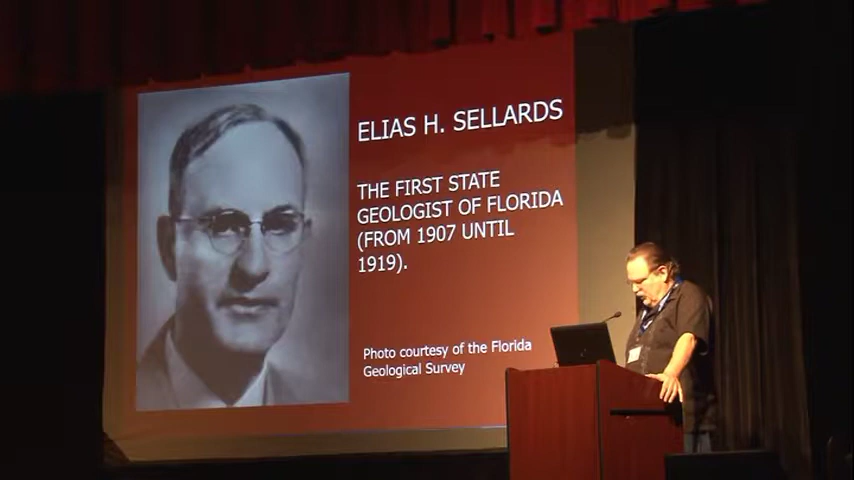 ELIAS H. SELLARDS
THE FIRST STATE
GEOLOGIST OF FLORIDA
(FROM 1907 UNTIL
1919).
Photo courtesy of the Florida
Geological Survey